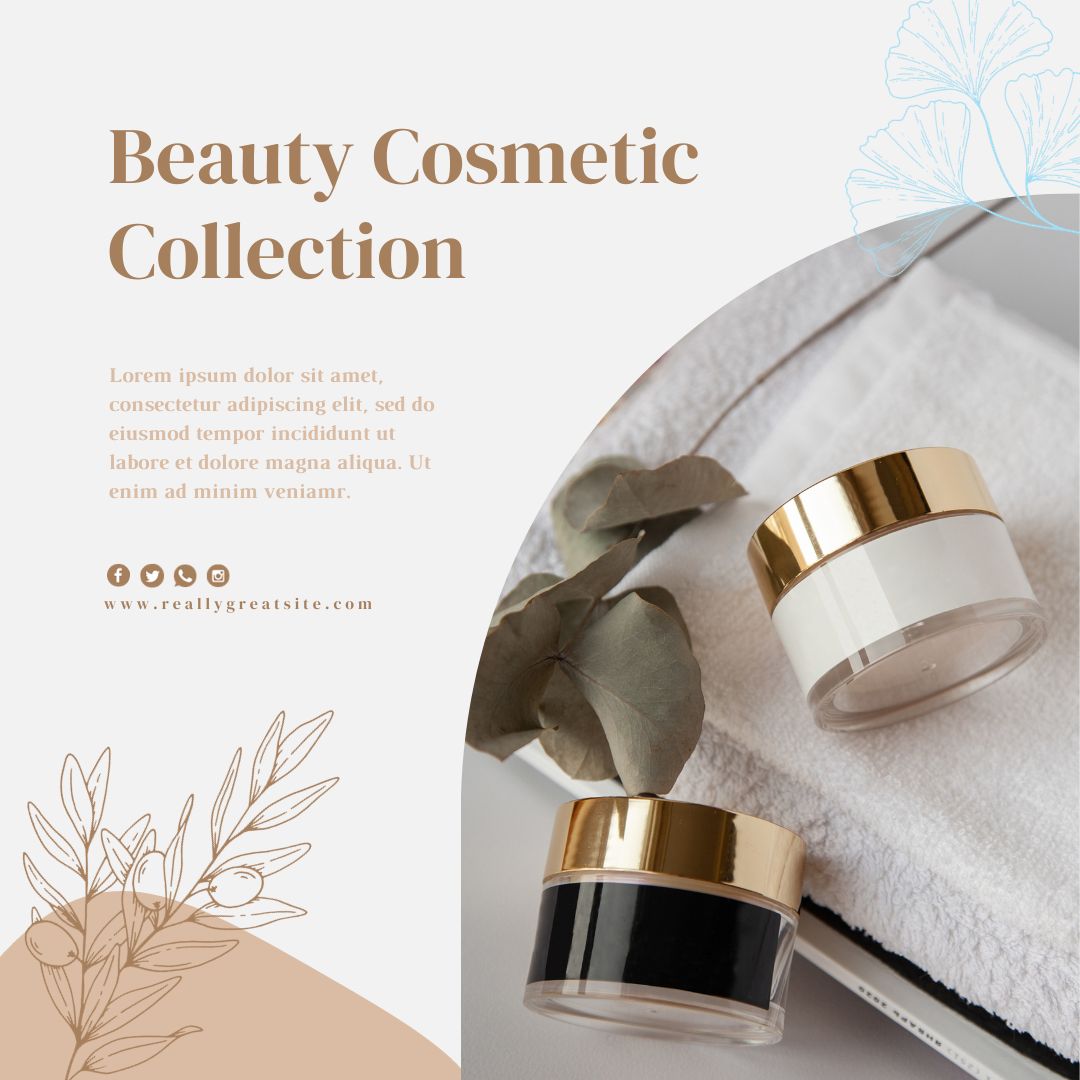 Beauty Cosmetic
Collection
Lorem ipsum dolor sit amet,
consectetur adipiscing elit, sed do
eiusmod tempor incididunt ut
labore et dolore magna aliqua. Ut
enim ad minim veniamr.
www.reallygreatsite.com